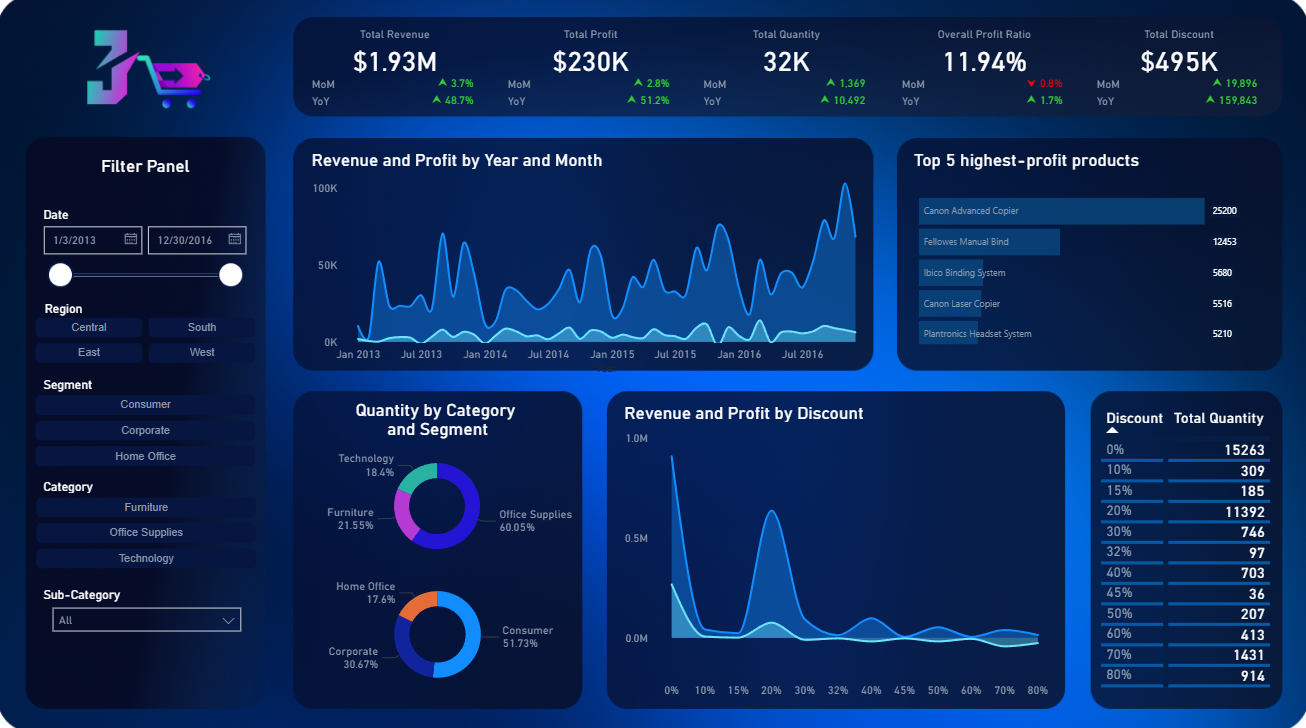 Total Revenue
$1.93M
MoM 3.7%
YoY 48.7%
Total Profit
$230K
MoM 2.8%
YoY 51.2%
Total Quantity
32K
MoM 1,369
YoY 10,492
Overall Profit Ratio
11.94%
MoM 0.8%
YoY 1.7%
Total Discount
$495K
MoM 19,896
YoY 159,843
Filter Panel
Date
1/3/2013 12/30/2016
Region
Central South
East West
Segment
Consumer
Corporate
Home Office
Category
Furniture
Office Supplies
Technology
Sub-Category
All
Revenue and Profit by Year and Month
100K
50K
0K
Jan 2013 Jul 2013 Jan 2014 Jul 2014 Jan 2015 Jul 2015 Jan 2016 Jul 2016
Top 5 highest-profit products
Canon Advanced Copier 25200
Fellowes Manual Bind 12453
Ibico Binding System 5680
Canon Laser Copier 5516
Plantronics Headset System 5210
Quantity by Category
and Segment
Technology
18.4%
Furniture
21.55%
Office Supplies
60.05%
Home Office
17.6%
Consumer
51.73%
Corporate
30.67%
Revenue and Profit by Discount
1.0M
0.5M
0.0M
0% 10% 15% 20% 30% 32% 40% 45% 50% 60% 70% 80%
Discount Total Quantity
0% 15263
10% 309
15% 185
20% 11392
30% 746
32% 97
40% 703
45% 36
50% 207
60% 413
70% 1431
80% 914